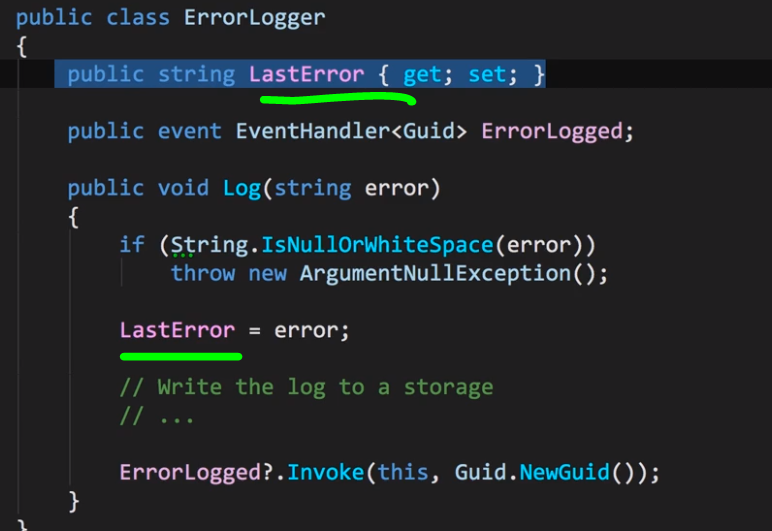 public class ErrorLogger
{
public string LastError { get; set; }
public event EventHandler<Guid> ErrorLogged;
public void Log(string error)
{
if (String.IsNullOrWhiteSpace(error))
throw new ArgumentNullException();
LastError = error;
// Write the log to a storage
// ...
ErrorLogged?.Invoke(this, Guid.NewGuid());
}
}